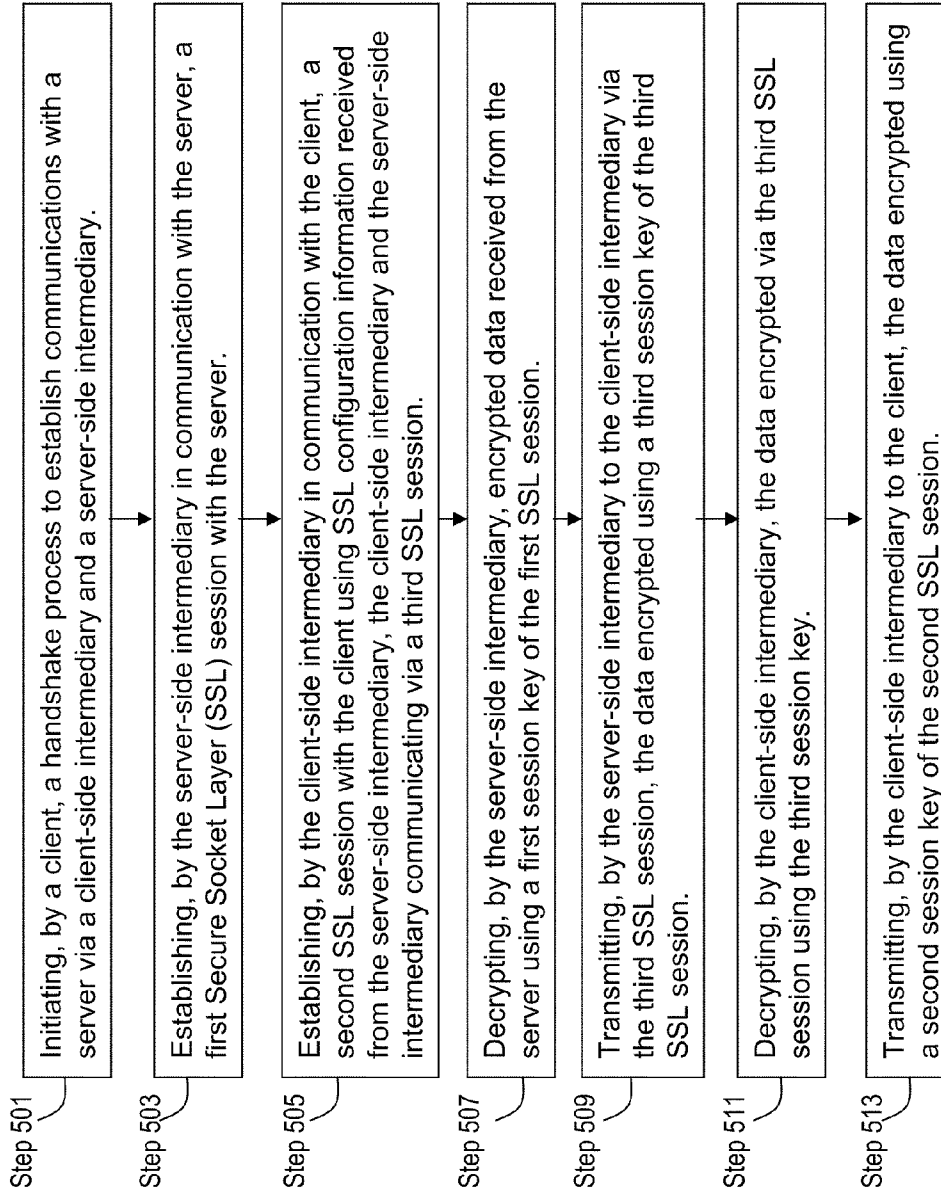 Step 501
Initiating, by a client, a handshake process to establish communications with a
server via a client-side intermediary and a server-side intermediary.
Step 503
Establishing, by the server-side intermediary in communication with the server, a
first Secure Socket Layer (SSL) session with the server.
Step 505
Establishing, by the client-side intermediary in communication with the client, a
second SSL session with the client using SSL configuration information received
from the server-side intermediary, the client-side intermediary and the server-side
intermediary communicating via a third SSL session.
Step 507
Decrypting, by the server-side intermediary, encrypted data received from the
server using a first session key of the first SSL session.
Step 509
Transmitting, by the server-side intermediary to the client-side intermediary via
the third SSL session, the data encrypted using a third session key of the third
SSL session.
Step 511
Decrypting, by the client-side intermediary, the data encrypted via the third SSL
session using the third session key.
Step 513
Transmitting, by the client-side intermediary to the client, the data encrypted using
a second session key of the second SSL session.